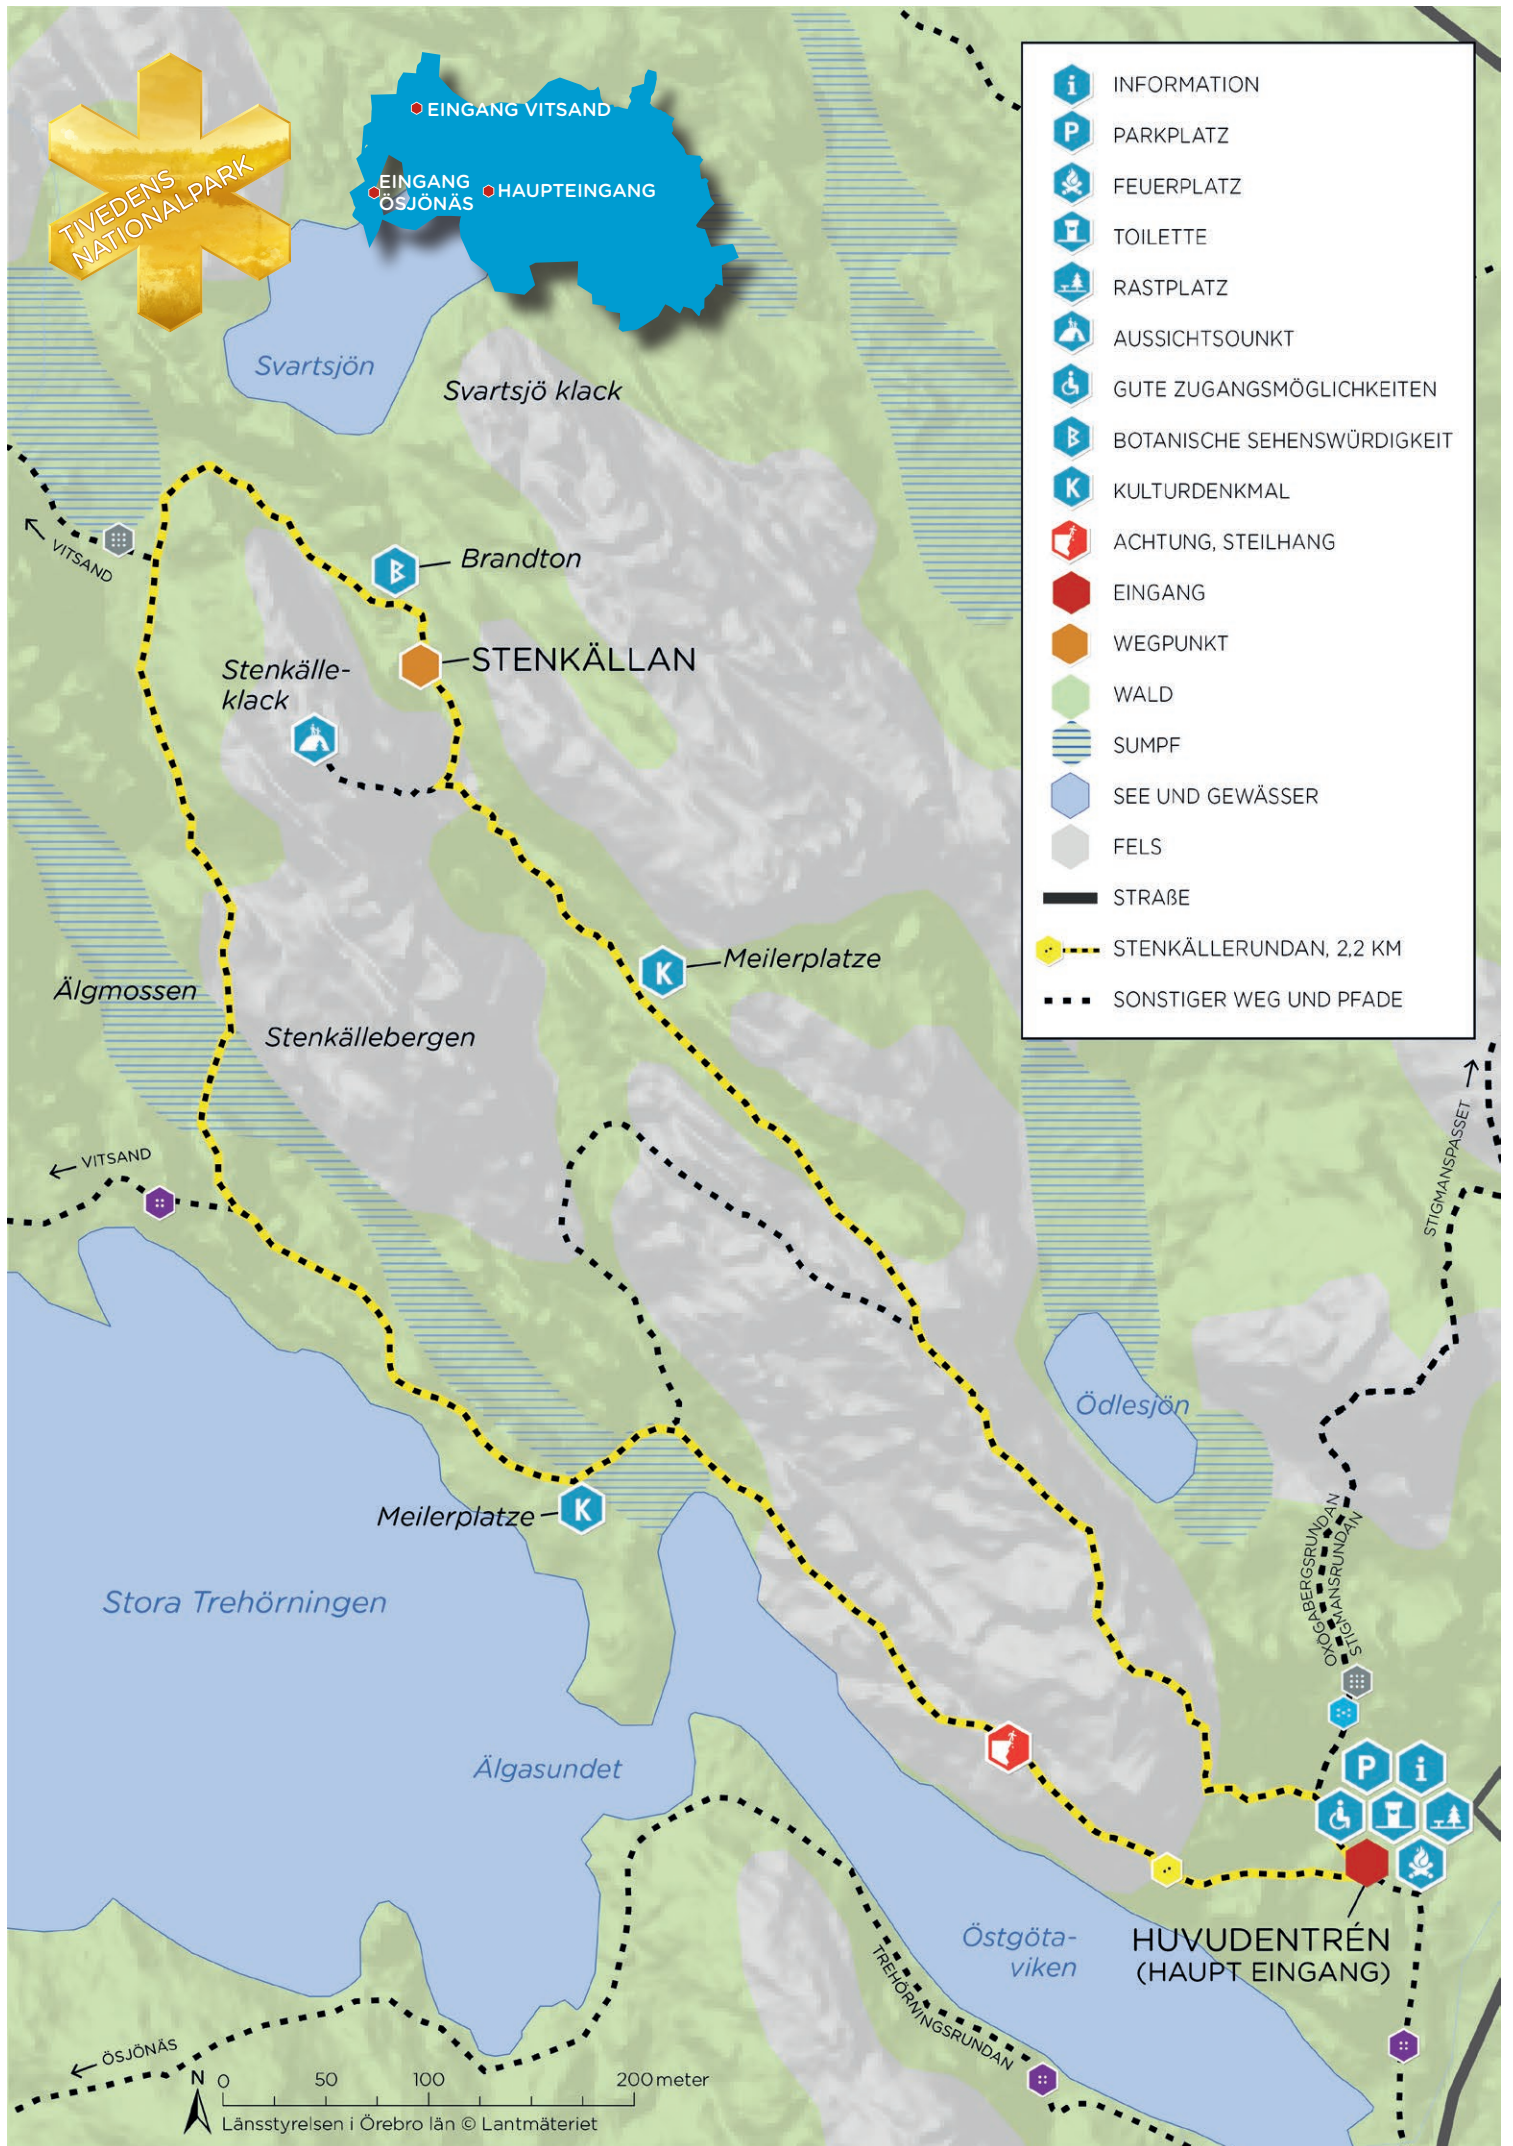 TIVEDENS
NATIONALPARK
EINGANG VITSAND
EINGANG
ÖSJÖNÄS
HAUPTEINGANG
i INFORMATION
P PARKPLATZ
FEUERPLATZ
TOILETTE
RASTPLATZ
AUSSICHTSOUNKT
GUTE ZUGANGSMÖGLICHKEITEN
B BOTANISCHE SEHENSWÜRDIGKEIT
K KULTURDENKMAL
ACHTUNG, STEILHANG
EINGANG
WEGPUNKT
WALD
SUMPF
SEE UND GEWÄSSER
FELS
STRAßE
STENKÄLLERUNDAN, 2,2 KM
SONSTIGER WEG UND PFADE
Svartsjön
Svartsjö klack
VITSAND
B
Brandton
STENKÄLLAN
Stenkälle-
klack
K
Meilerplatze
Älgmossen
Stenkällebergen
VITSAND
STIGMANSPASSET
Ödlesjön
OXÖGABERGSRUNDAN
STIGMANSRUNDAN
Meilerplatze
K
Stora Trehörningen
Älgasundet
P
i
Östgöta-
viken
HUVUDENTRÉN
(HAUPT EINGANG)
TREHÖRNINGSRUNDAN
ÖSJÖNÄS
N 0 50 100 200 meter
Länsstyrelsen i Örebro län © Lantmäteriet